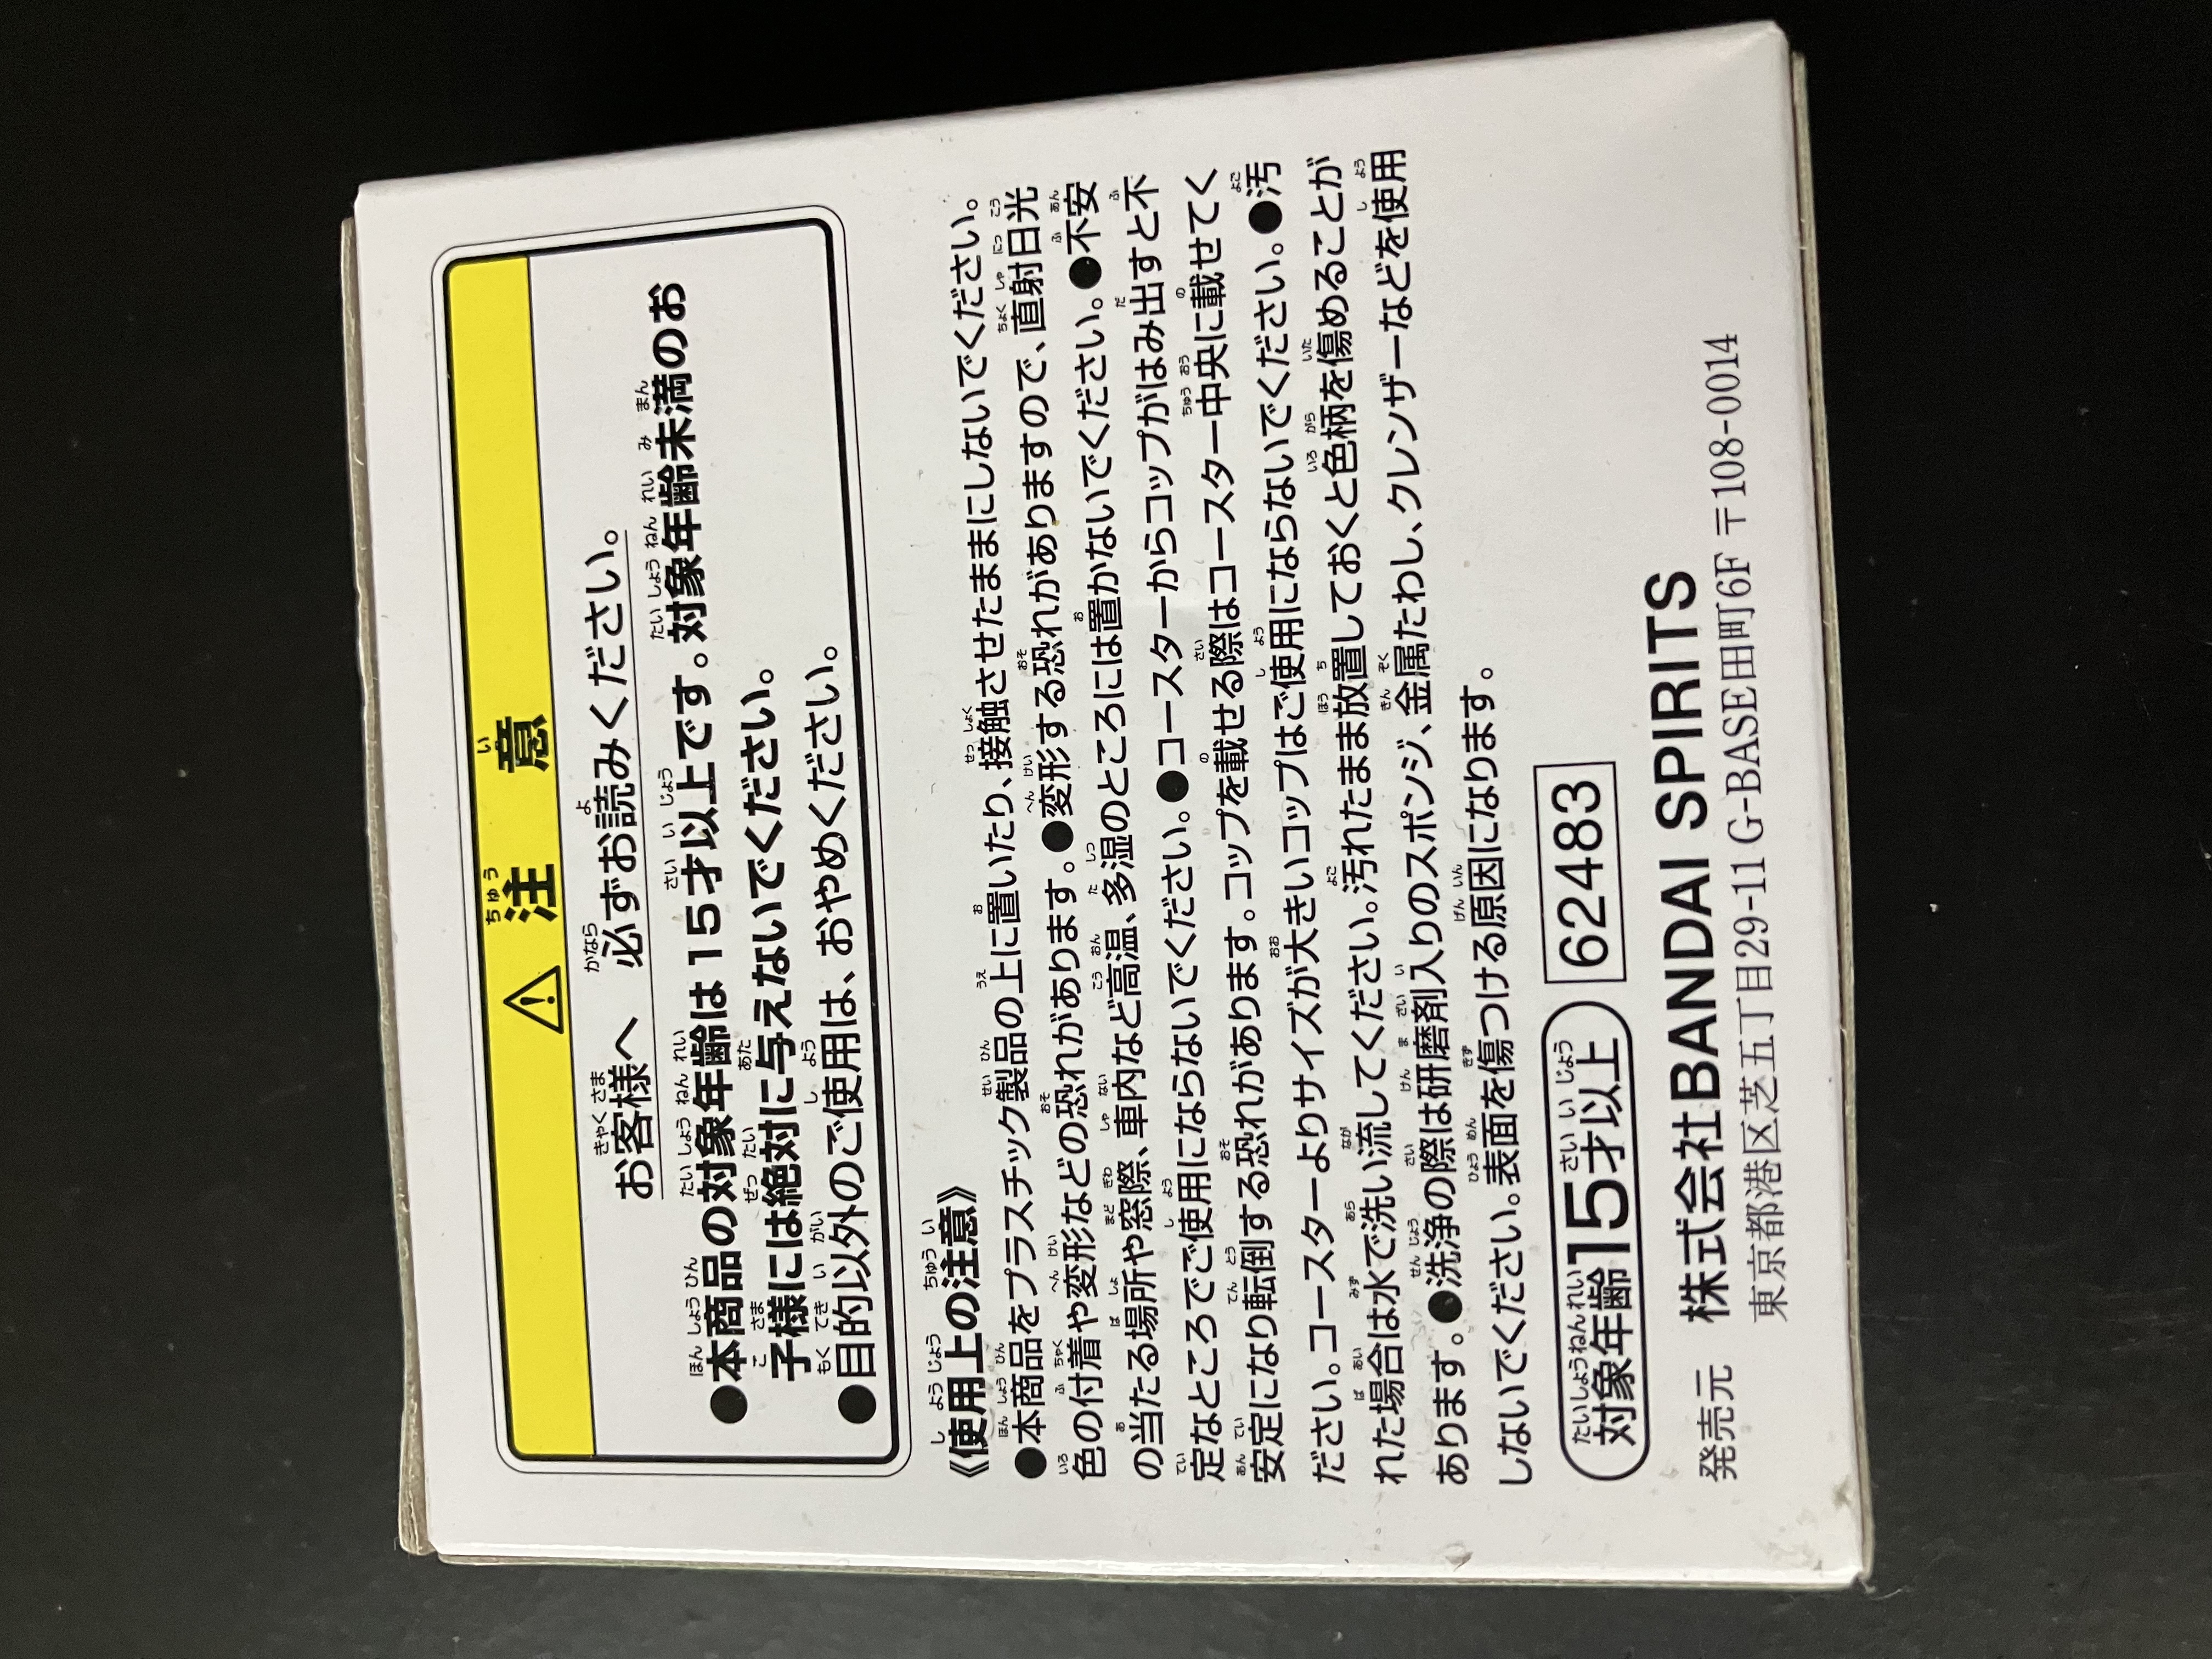 ⚠ 注意
お客様へ 必ずお読みください。
●本商品の対象年齢は15才以上です。対象年齢未満のお
子様には絶対に与えないでください。
●目的以外のご使用は、おやめください。
《使用上の注意》
●本商品をプラスチック製品の上に置いたり、接触させたままにしないでください。
色の付着や変形などの恐れがあります。●変形する恐れがありますので、直射日光
の当たる場所や窓際、車内など高温、多湿のところには置かないでください。●不安
定なところでご使用にならないでください。●コースターからコップがはみ出すと不
安定になり転倒する恐れがあります。コップを載せる際はコースター中央に載せてく
ださい。コースターよりサイズが大きいコップはご使用にならないでください。●汚
れた場合は水で洗い流してください。汚れたまま放置しておくと色柄を傷めることが
あります。●洗浄の際は研磨剤入りのスポンジ、金属たわし、クレンザーなどを使用
しないでください。表面を傷つける原因になります。
対象年齢15才以上 62483
発売元 株式会社BANDAI SPIRITS
東京都港区芝五丁目29-11 G-BASE田町6F 〒108-0014